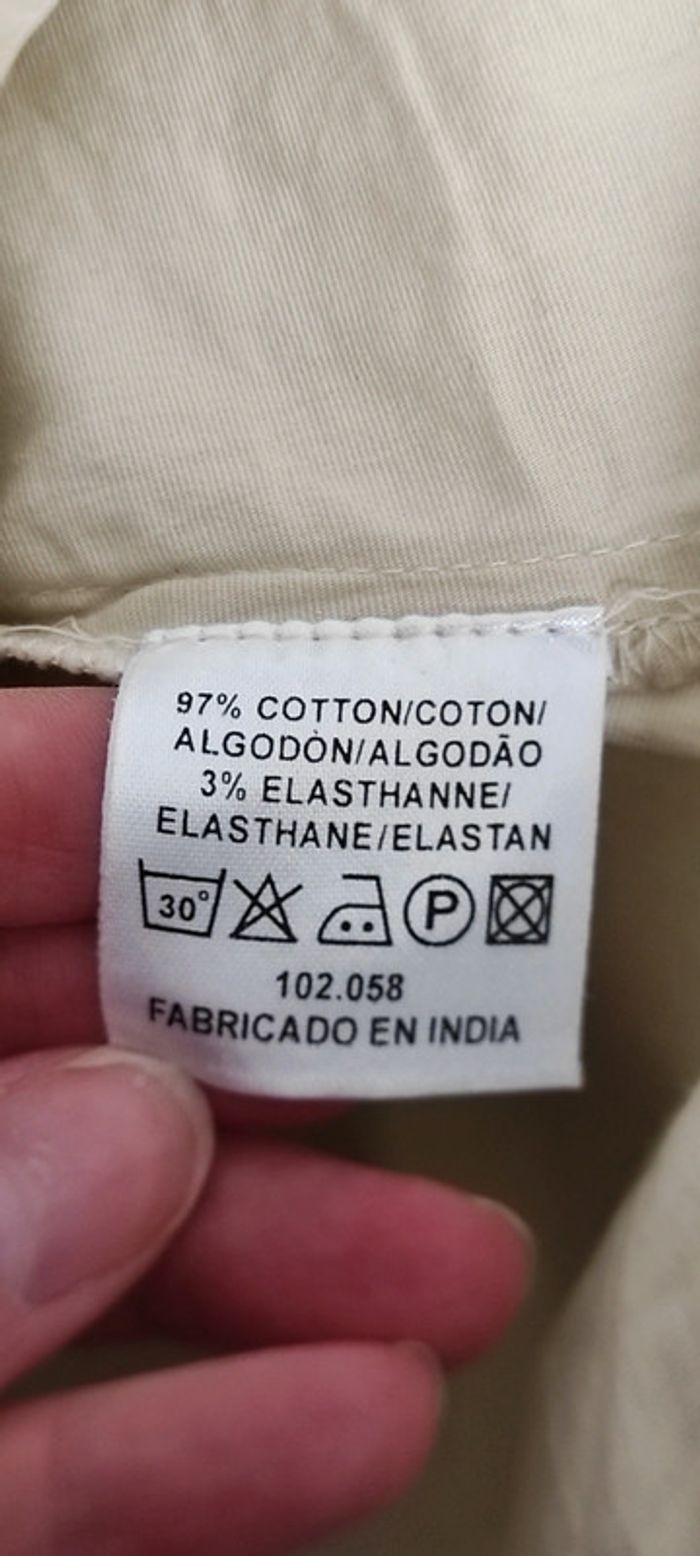 97% COTTON/COTON/
ALGODÒN/ALGODÃO
3% ELASTHANNE/
ELASTHANE/ELASTAN
30° P
102.058
FABRICADO EN INDIA